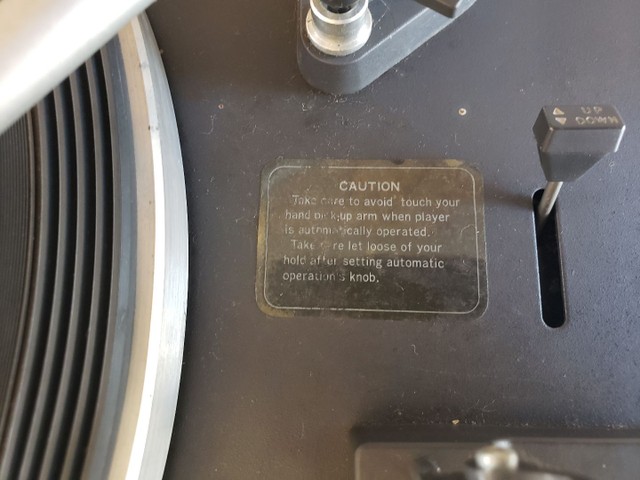 UP
DOWN
CAUTION
Take care to avoid touch your
hand pick up arm when player
is automatically operated.
Take care let loose of your
hold after setting automatic
operation's knob.